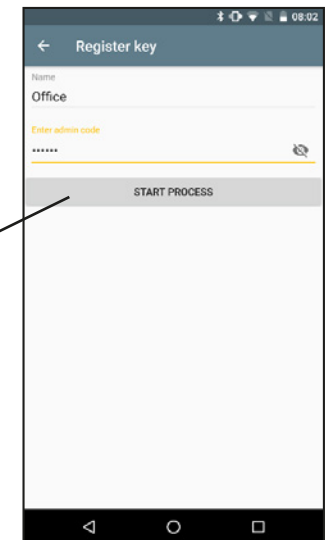 08:02
Register key
Name
Office
Enter admin code
••••••
START PROCESS